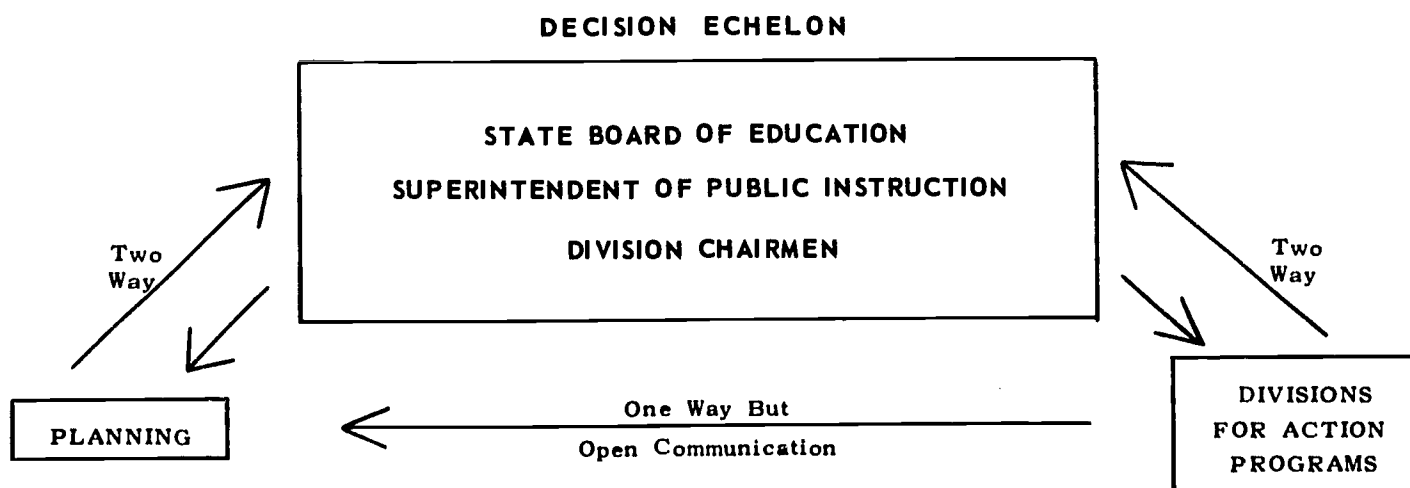 DECISION ECHELON
STATE BOARD OF EDUCATION
SUPERINTENDENT OF PUBLIC INSTRUCTION
DIVISION CHAIRMEN
Two
Way
Two
Way
PLANNING
One Way But
Open Communication
DIVISIONS
FOR ACTION
PROGRAMS